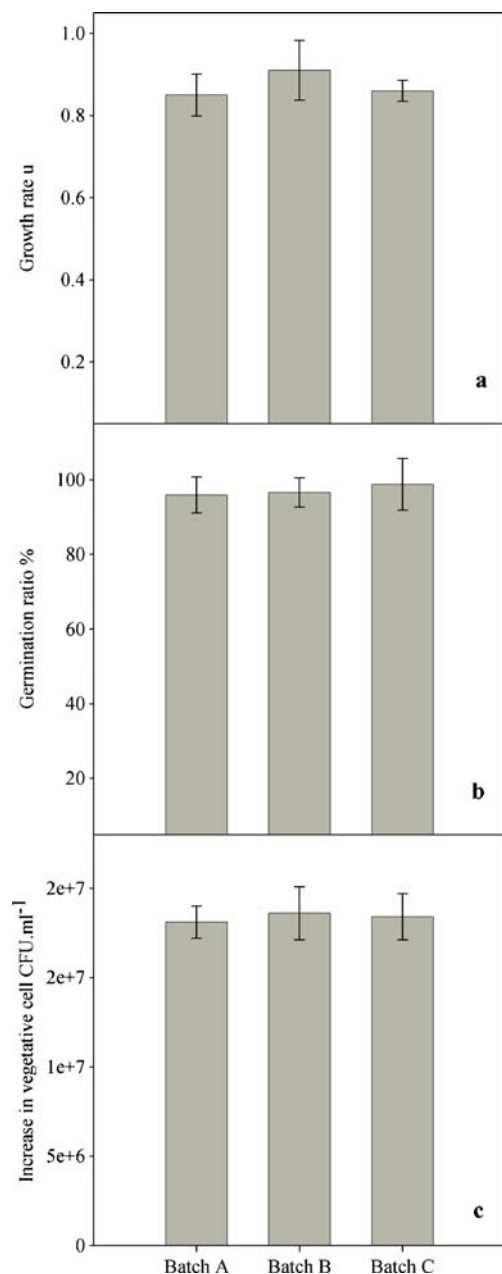 1.0
0.8
0.6
0.4
0.2
Growth rate u
a
100
80
60
40
20
Germination ratio %
b
2e+7
2e+7
1e+7
5e+6
0
Increase in vegetative cell CFU.ml⁻¹
c
Batch A Batch B Batch C